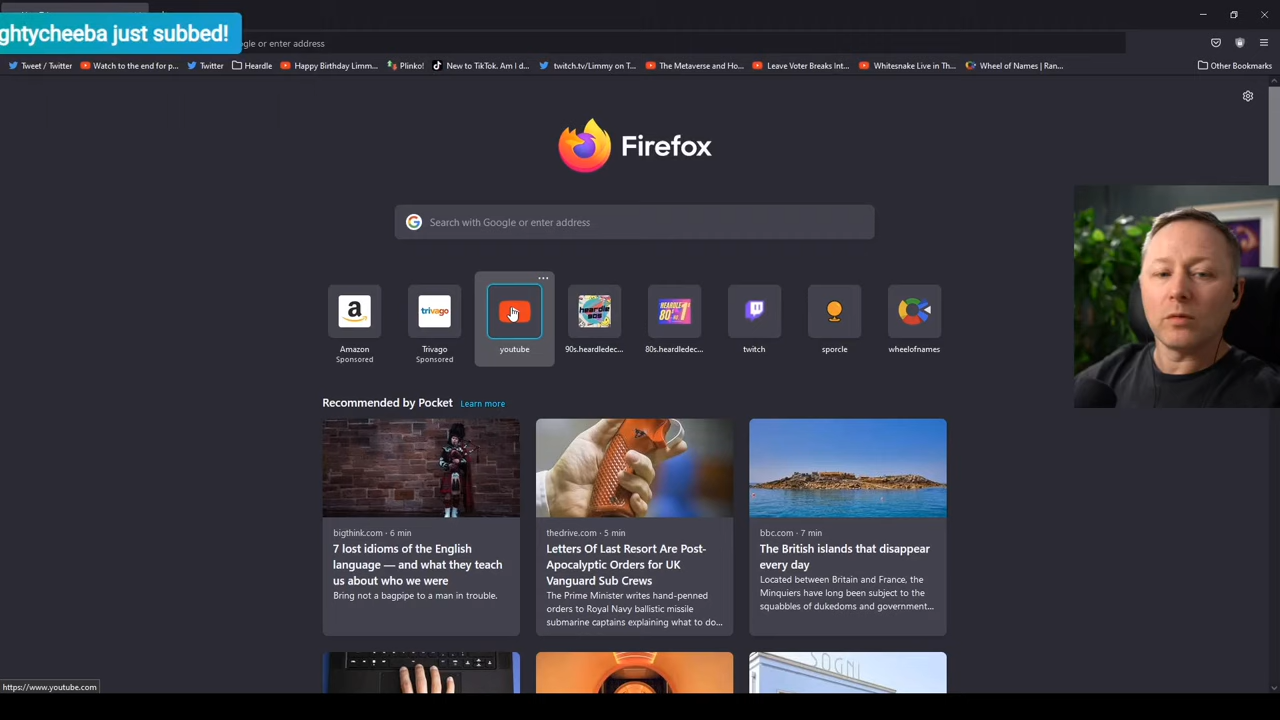 ghtycheeba just subbed!
ogle or enter address
Tweet / Twitter
Watch to the end for p...
Twitter
Heardle
Happy Birthday Limm...
Plinko!
New to TikTok. Am I d...
twitch.tv/Limmy on T...
The Metaverse and Ho...
Leave Voter Breaks Int...
Whitesnake Live in Th...
Wheel of Names | Ran...
Other Bookmarks
Firefox
Search with Google or enter address
a
trivago
heardle
90s
HEARDLE
80's
Amazon
Sponsored
Trivago
Sponsored
youtube
90s.heardledec...
80s.heardledec...
twitch
sporcle
wheelofnames
Recommended by Pocket
Learn more
bigthink.com · 6 min
7 lost idioms of the English
language — and what they teach
us about who we were
Bring not a bagpipe to a man in trouble.
thedrive.com · 5 min
Letters Of Last Resort Are Post-
Apocalyptic Orders for UK
Vanguard Sub Crews
The Prime Minister writes hand-penned
orders to Royal Navy ballistic missile
submarine captains explaining what to do...
bbc.com · 7 min
The British islands that disappear
every day
Located between Britain and France, the
Minquiers have long been subject to the
squabbles of dukedoms and government...
SOGNI
https://www.youtube.com